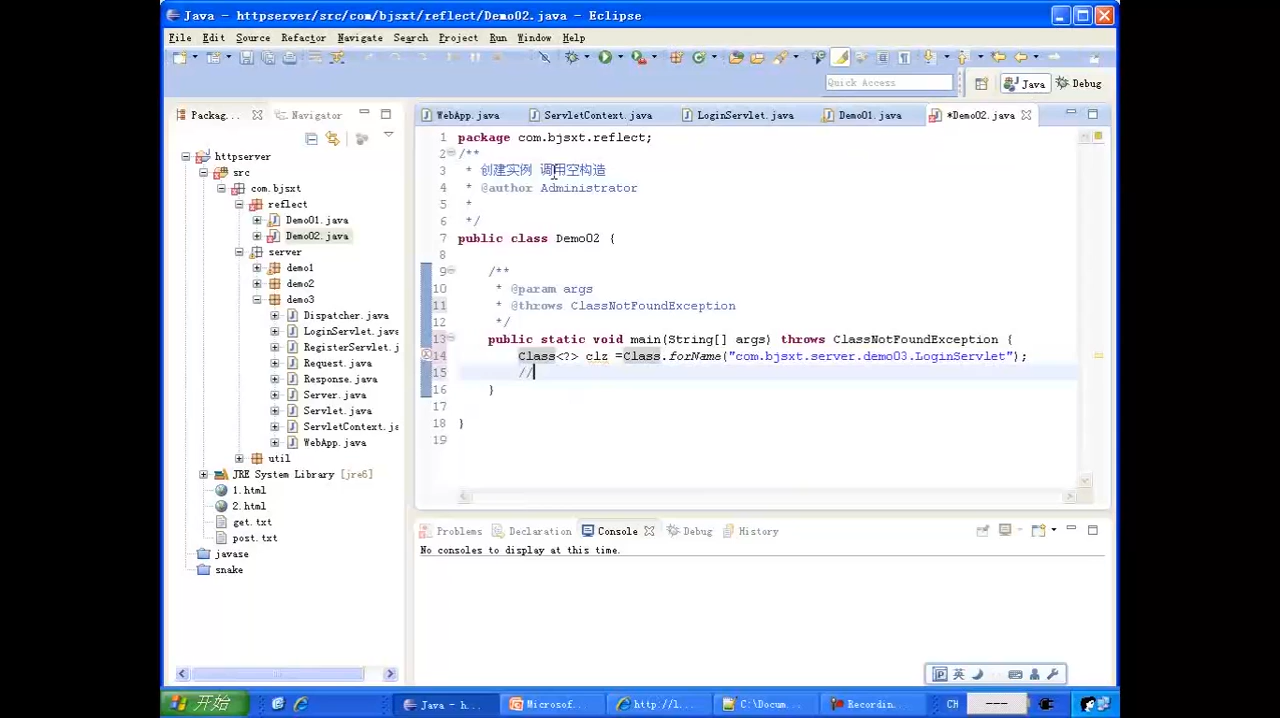 Java - httpserver/src/com/bjsxt/reflect/Demo02.java - Eclipse
File Edit Source Refactor Navigate Search Project Run Window Help
Quick Access
Java
Debug
Packag...
Navigator
WebApp.java
ServletContext.java
LoginServlet.java
Demo01.java
*Demo02.java
httpserver
src
com.bjsxt
reflect
Demo01.java
Demo02.java
server
demo1
demo2
demo3
Dispatcher.java
LoginServlet.java
RegisterServlet.j
Request.java
Response.java
Server.java
Servlet.java
ServletContext.ja
WebApp.java
util
JRE System Library [jre6]
1.html
2.html
get.txt
post.txt
javase
snake
1 package com.bjsxt.reflect;
2 /**
3 * 创建实例 调用空构造
4 * @author Administrator
5 *
6 */
7 public class Demo02 {
8
9 /**
10 * @param args
11 * @throws ClassNotFoundException
12 */
13 public static void main(String[] args) throws ClassNotFoundException {
14 Class<?> clz =Class.forName("com.bjsxt.server.demo03.LoginServlet");
15 //
16 }
17
18 }
19
Problems
Declaration
Console
Debug
History
No consoles to display at this time.
英
开始
Java - h...
Microsof...
http://l...
C:\Docum...
Recordin...
CH